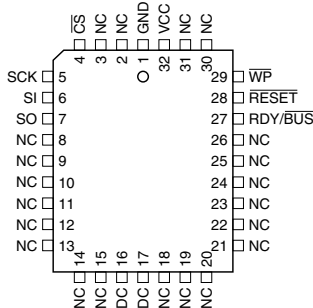 CS NC NC GND VCC NC NC
4 3 2 1 32 31 30
SCK 5 29 WP
SI 6 28 RESET
SO 7 27 RDY/BUS
NC 8 26 NC
NC 9 25 NC
NC 10 24 NC
NC 11 23 NC
NC 12 22 NC
NC 13 21 NC
14 15 16 17 18 19 20
NC NC DC DC NC NC NC